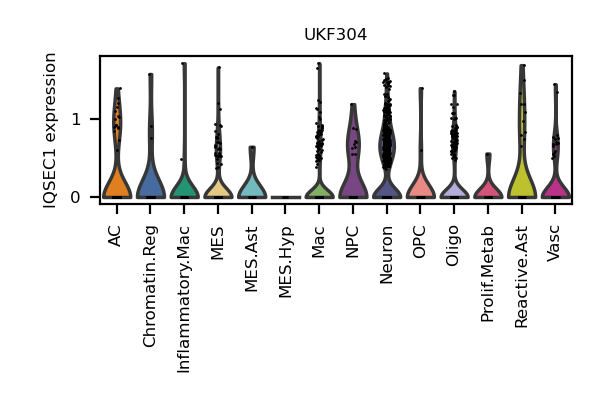 UKF304
IQSEC1 expression
1
0
AC
Chromatin.Reg
Inflammatory.Mac
MES
MES.Ast
MES.Hyp
Mac
NPC
Neuron
OPC
Oligo
Prolif.Metab
Reactive.Ast
Vasc